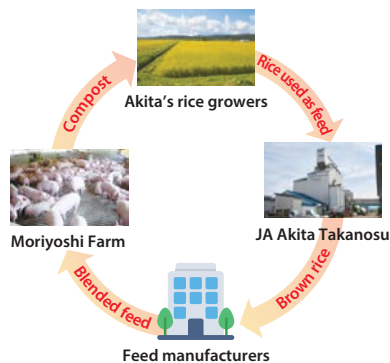 Akita's rice growers
Rice used as feed
JA Akita Takanosu
Brown rice
Feed manufacturers
Blended feed
Moriyoshi Farm
Compost